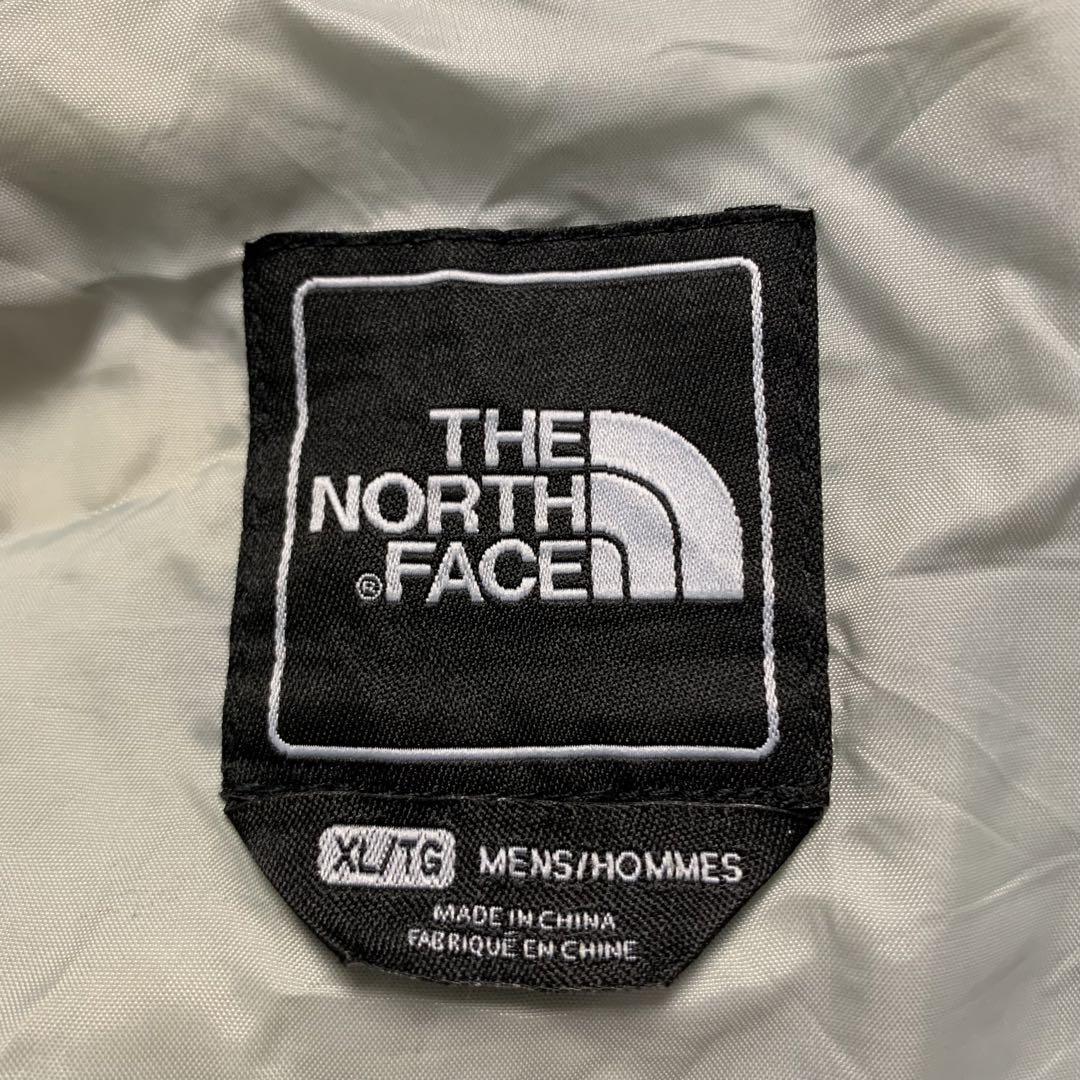 THE
NORTH
®FACE
XL/TG MENS/HOMMES
MADE IN CHINA
FABRIQUÉ EN CHINE